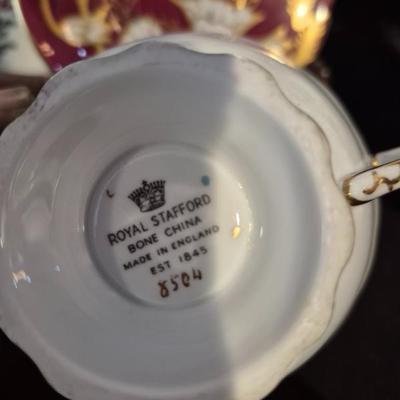 ROYAL STAFFORD
BONE CHINA
MADE IN ENGLAND
EST 1845
8504